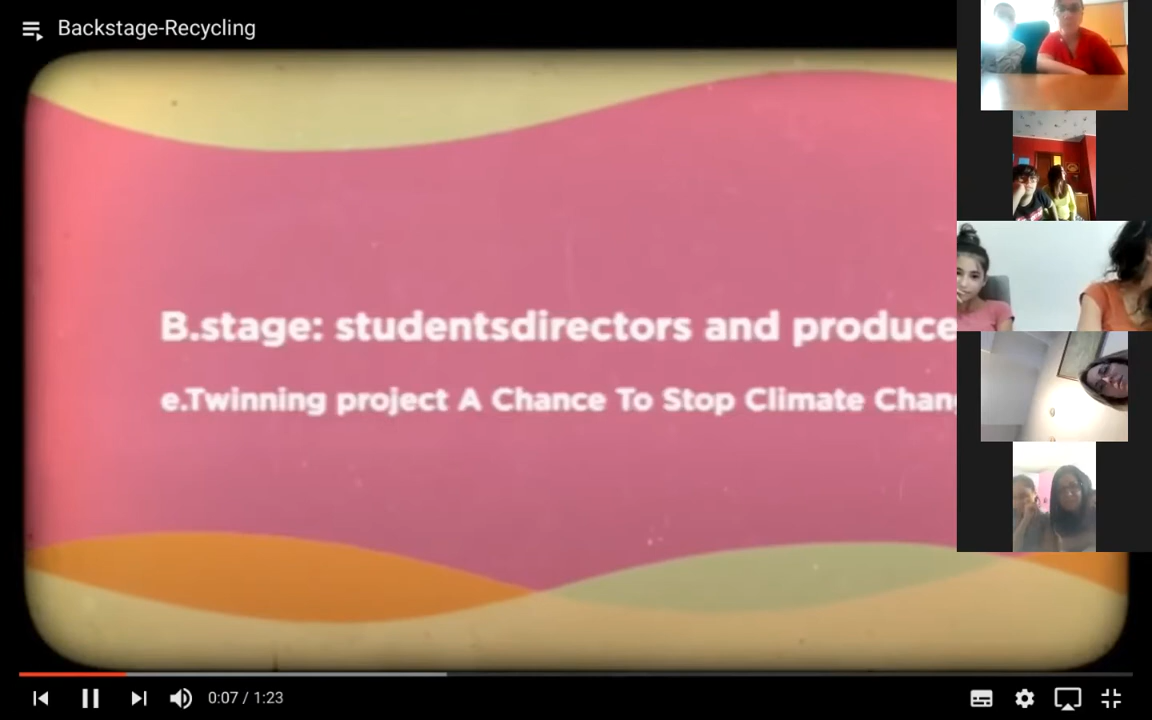 Backstage-Recycling
B.stage: studentsdirectors and produce
e.Twinning project A Chance To Stop Climate Chan
0:07 / 1:23